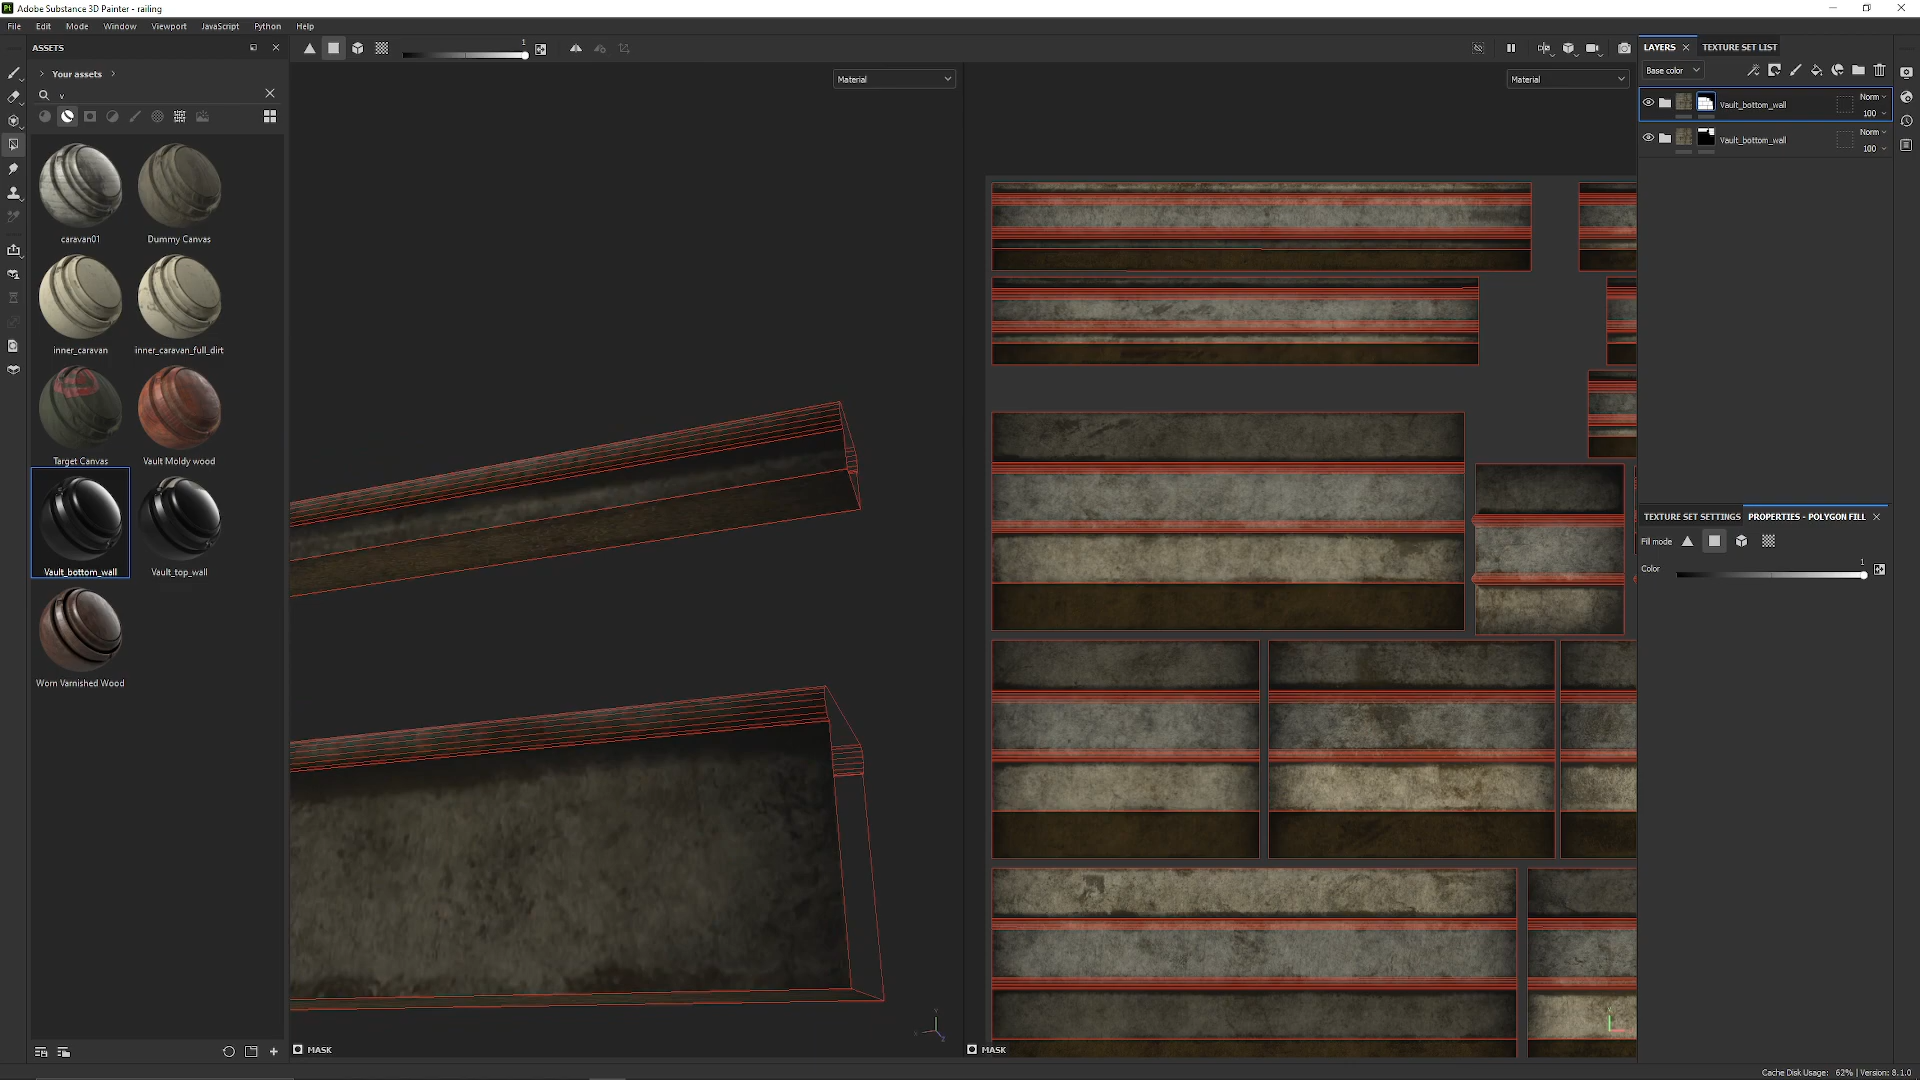 Pt Adobe Substance 3D Painter - railing
File Edit Mode Window Viewport JavaScript Python Help
ASSETS
Your assets
v
caravan01
Dummy Canvas
inner_caravan
inner_caravan_full_dirt
Target Canvas
Vault Moldy wood
Vault_bottom_wall
Vault_top_wall
Worn Varnished Wood
1
Material
MASK
Material
MASK
LAYERS TEXTURE SET LIST
Base color
Vault_bottom_wall
Norm
100
Vault_bottom_wall
Norm
100
TEXTURE SET SETTINGS PROPERTIES - POLYGON FILL
Fill mode
Color
1
Cache Disk Usage: 62% | Version: 8.1.0